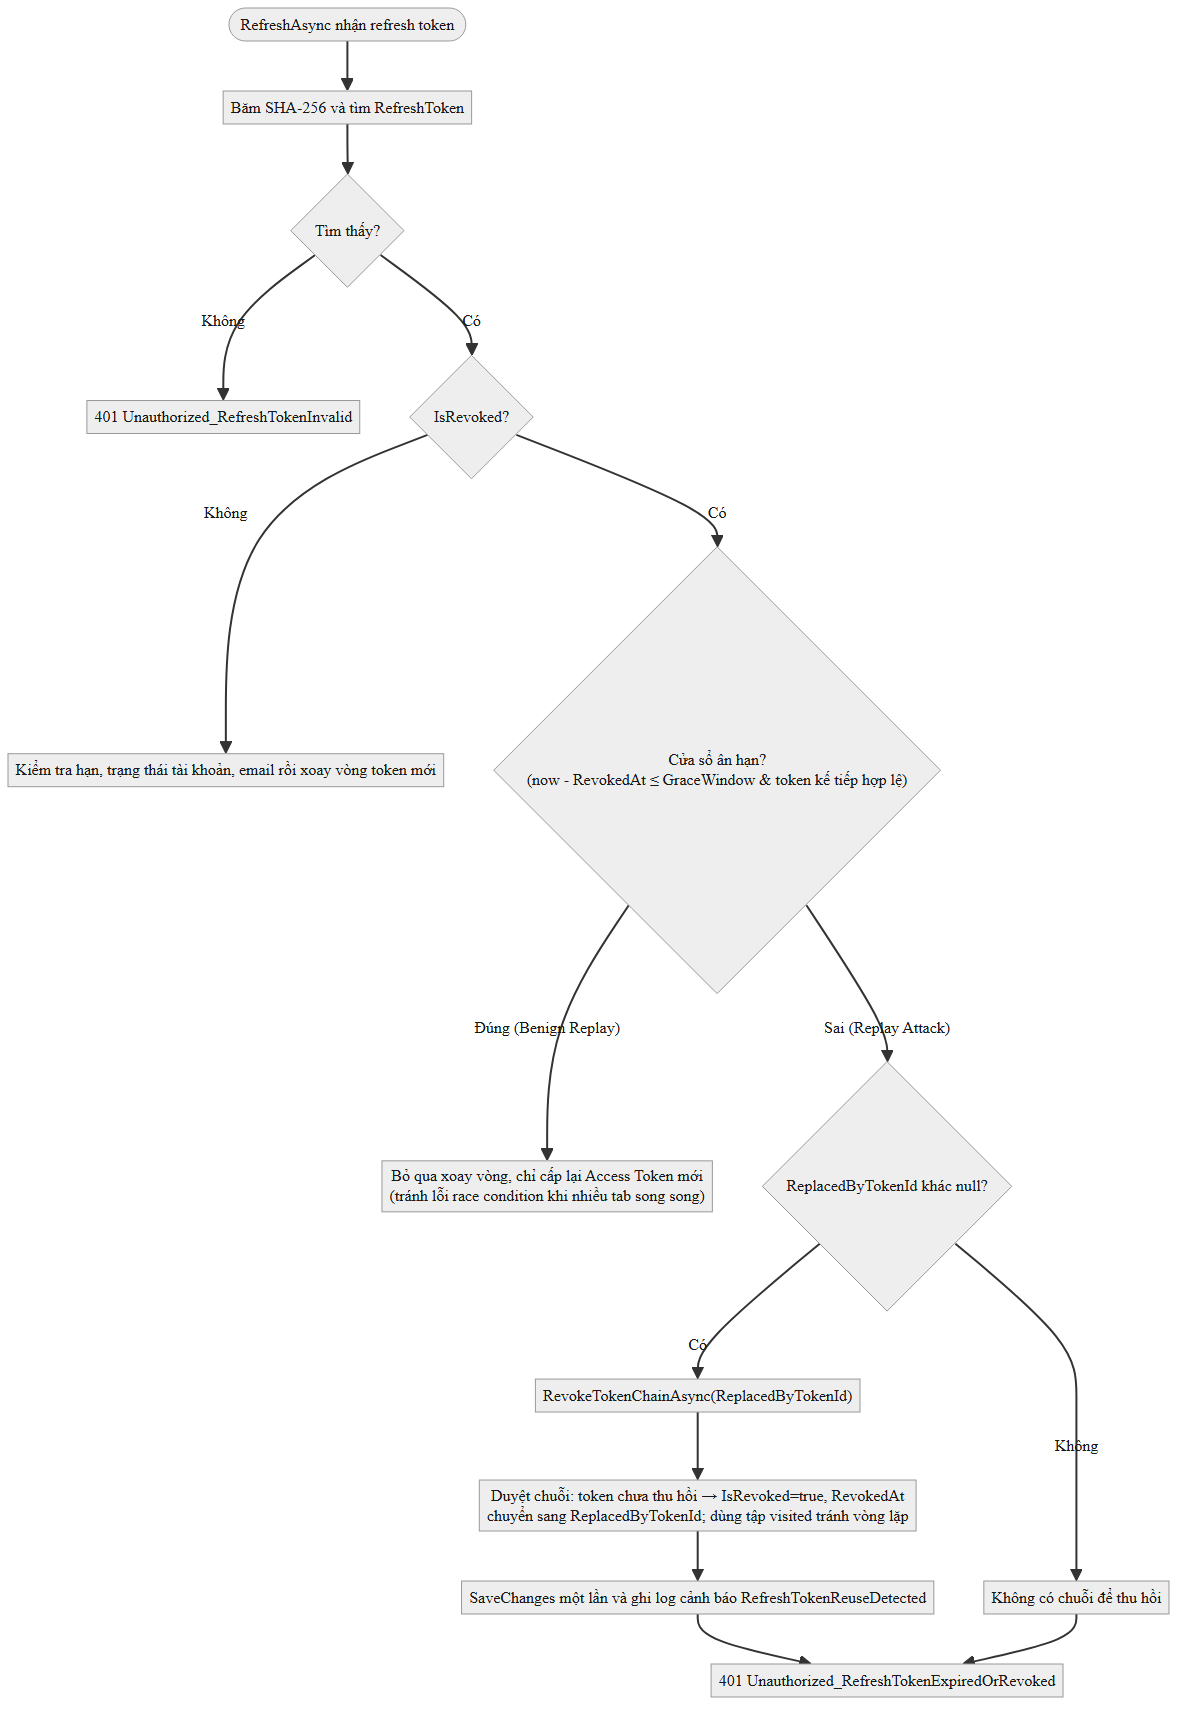 RefreshAsync nhận refresh token
Băm SHA-256 và tìm RefreshToken
Tìm thấy?
Không
Có
401 Unauthorized_RefreshTokenInvalid
IsRevoked?
Không
Có
Kiểm tra hạn, trạng thái tài khoản, email rồi xoay vòng token mới
Cửa sổ ân hạn?
(now - RevokedAt ≤ GraceWindow & token kế tiếp hợp lệ)
Đúng (Benign Replay)
Sai (Replay Attack)
Bỏ qua xoay vòng, chỉ cấp lại Access Token mới
(tránh lỗi race condition khi nhiều tab song song)
ReplacedByTokenId khác null?
Có
RevokeTokenChainAsync(ReplacedByTokenId)
Không
Duyệt chuỗi: token chưa thu hồi → IsRevoked=true, RevokedAt
chuyển sang ReplacedByTokenId; dùng tập visited tránh vòng lặp
SaveChanges một lần và ghi log cảnh báo RefreshTokenReuseDetected
Không có chuỗi để thu hồi
401 Unauthorized_RefreshTokenExpiredOrRevoked